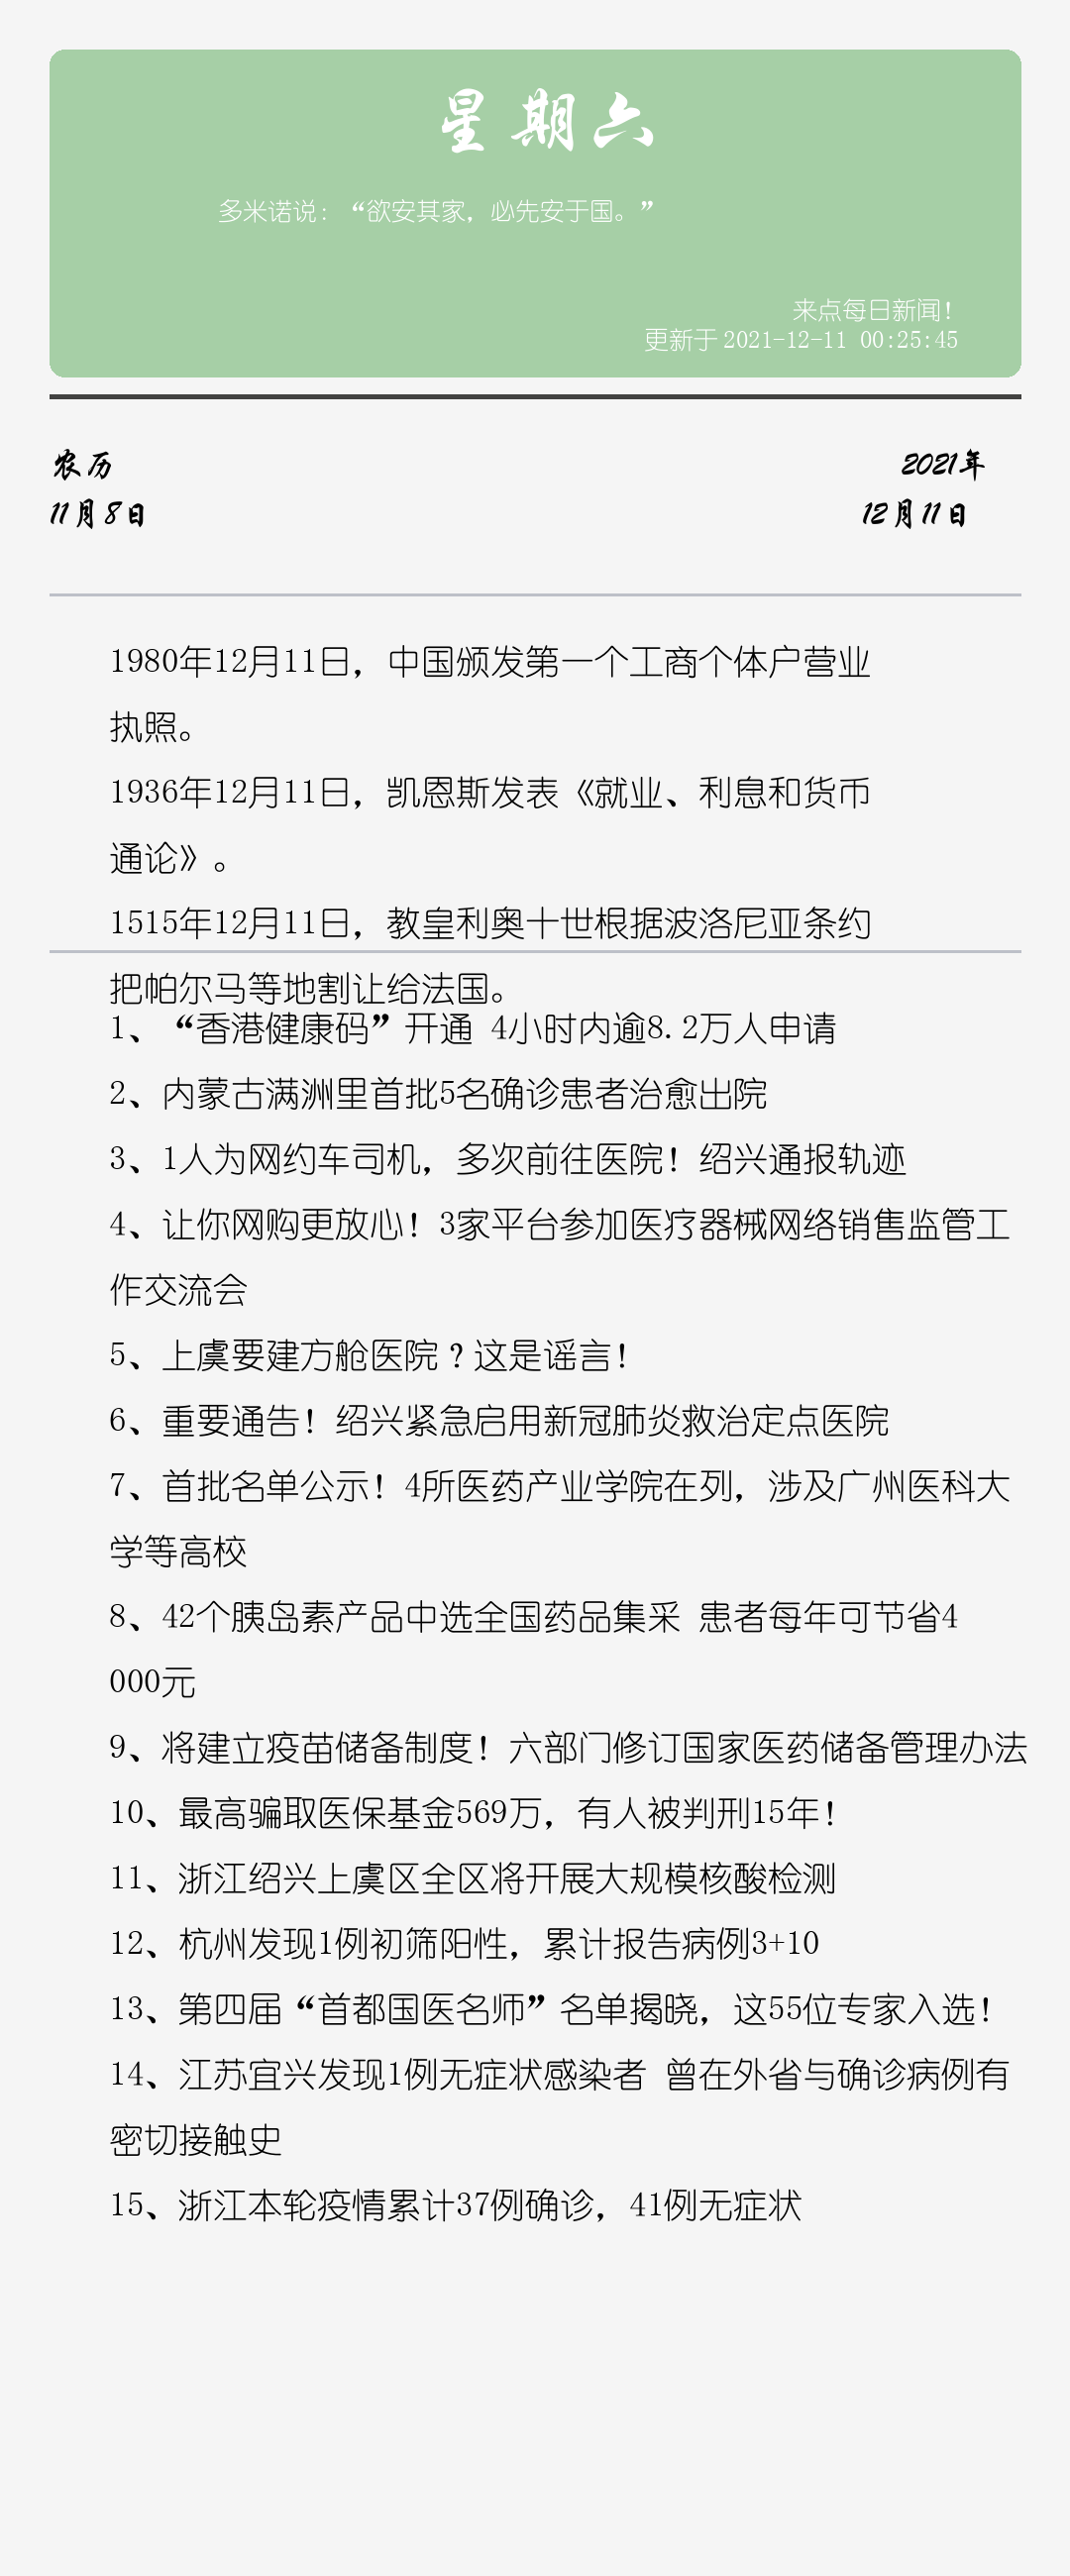 星期六
多米诺说：“欲安其家，必先安于国。”
来点每日新闻！
更新于 2021-12-11 00:25:45
农历
11月8日
2021年
12月11日
1980年12月11日，中国颁发第一个工商个体户营业
执照。
1936年12月11日，凯恩斯发表《就业、利息和货币
通论》。
1515年12月11日，教皇利奥十世根据波洛尼亚条约
把帕尔马等地割让给法国。
1、“香港健康码”开通 4小时内逾8.2万人申请
2、内蒙古满洲里首批5名确诊患者治愈出院
3、1人为网约车司机，多次前往医院！绍兴通报轨迹
4、让你网购更放心！3家平台参加医疗器械网络销售监管工
作交流会
5、上虞要建方舱医院？这是谣言！
6、重要通告！绍兴紧急启用新冠肺炎救治定点医院
7、首批名单公示！4所医药产业学院在列，涉及广州医科大
学等高校
8、42个胰岛素产品中选全国药品集采 患者每年可节省4
000元
9、将建立疫苗储备制度！六部门修订国家医药储备管理办法
10、最高骗取医保基金569万，有人被判刑15年！
11、浙江绍兴上虞区全区将开展大规模核酸检测
12、杭州发现1例初筛阳性，累计报告病例3+10
13、第四届“首都国医名师”名单揭晓，这55位专家入选！
14、江苏宜兴发现1例无症状感染者 曾在外省与确诊病例有
密切接触史
15、浙江本轮疫情累计37例确诊，41例无症状